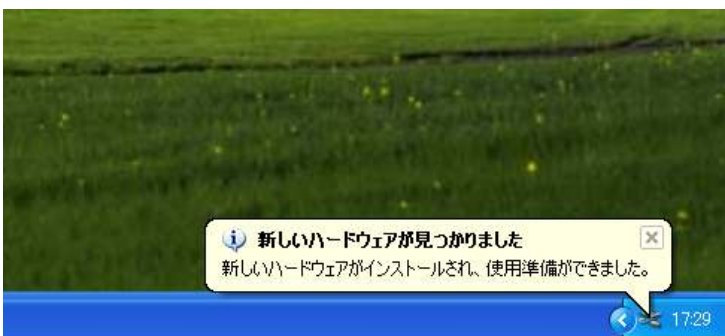 新しいハードウェアが見つかりました
新しいハードウェアがインストールされ、使用準備ができました。
17:29